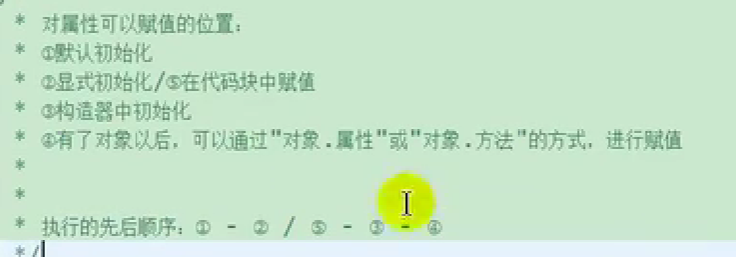 * 对属性可以赋值的位置:
* ①默认初始化
* ②显式初始化/⑤在代码块中赋值
* ③构造器中初始化
* ④有了对象以后，可以通过"对象.属性"或"对象.方法"的方式，进行赋值
*
*
* 执行的先后顺序：① - ② / ⑤ - ③ - ④
*/